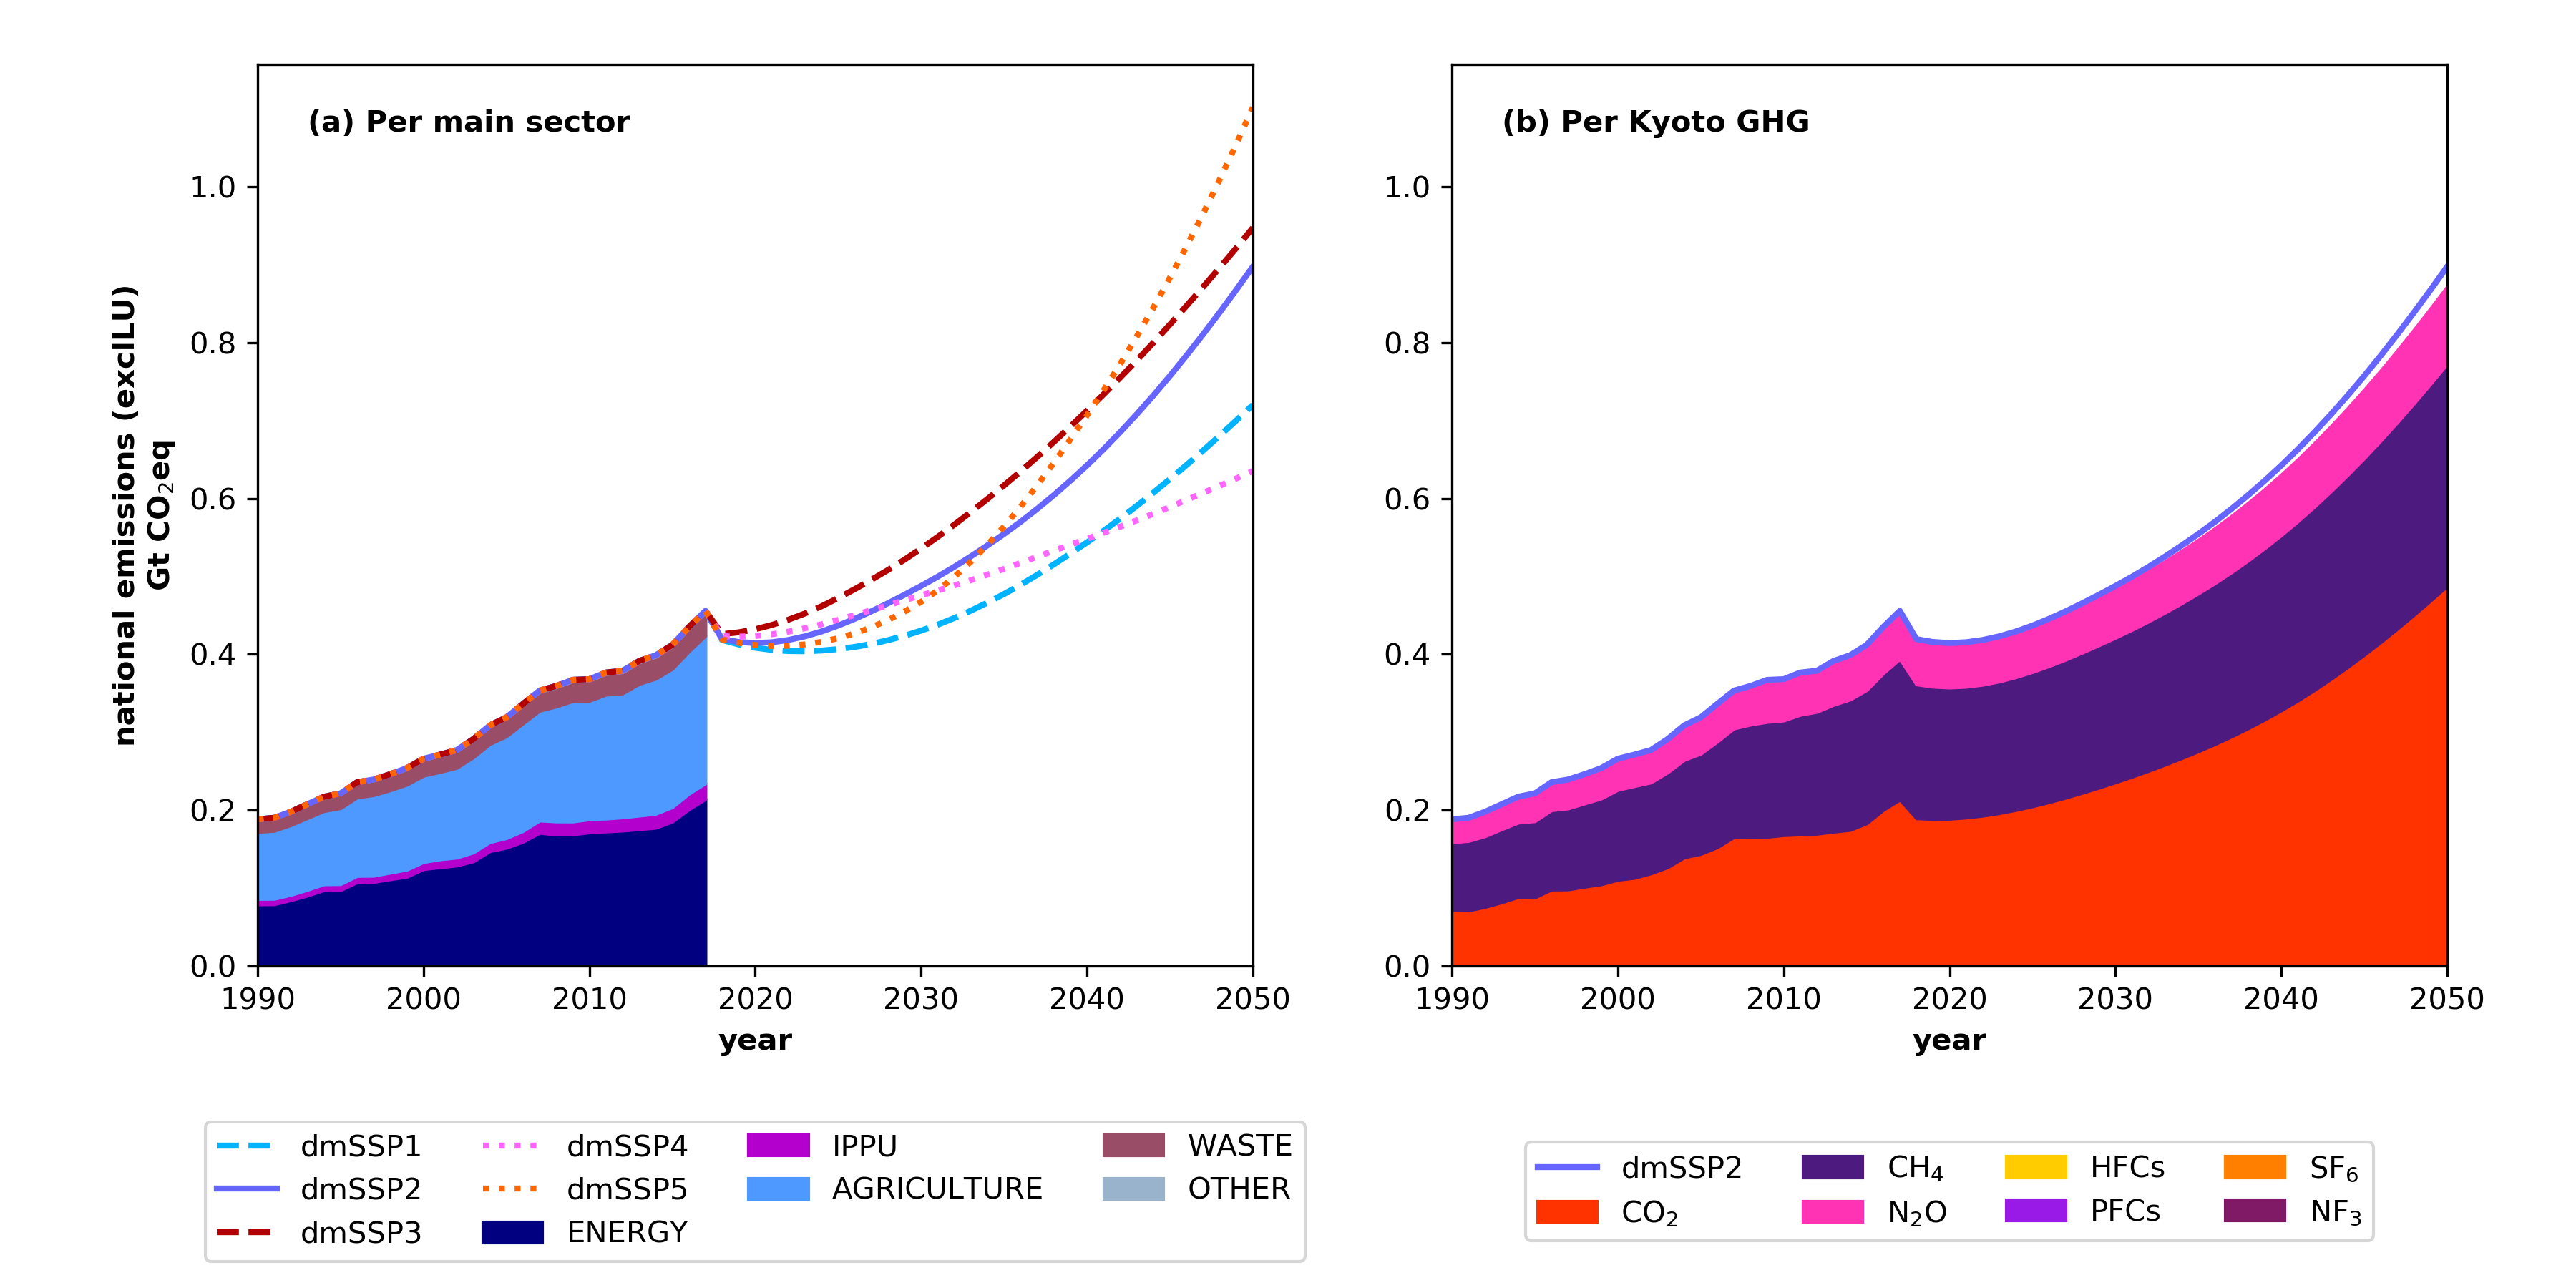 (a) Per main sector
national emissions (exclLU)
Gt CO₂eq
1.0
0.8
0.6
0.4
0.2
0.0
1990 2000 2010 2020 2030 2040 2050
year
dmSSP1 dmSSP4 IPPU WASTE
dmSSP2 dmSSP5 AGRICULTURE OTHER
dmSSP3 ENERGY
(b) Per Kyoto GHG
1.0
0.8
0.6
0.4
0.2
0.0
1990 2000 2010 2020 2030 2040 2050
year
dmSSP2 CH₄ HFCs SF₆
CO₂ N₂O PFCs NF₃